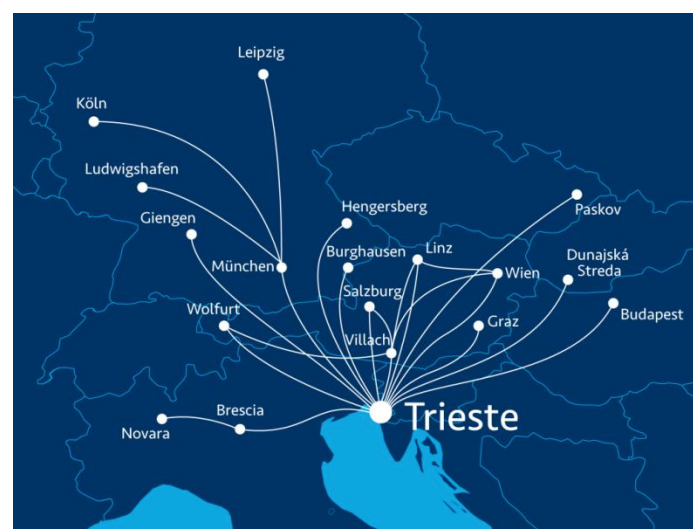 Leipzig
Köln
Ludwigshafen
Giengen
Hengersberg
Paskov
München
Burghausen
Linz
Wien
Dunajská
Streda
Salzburg
Wolfurt
Budapest
Villach
Graz
Brescia
Novara
Trieste